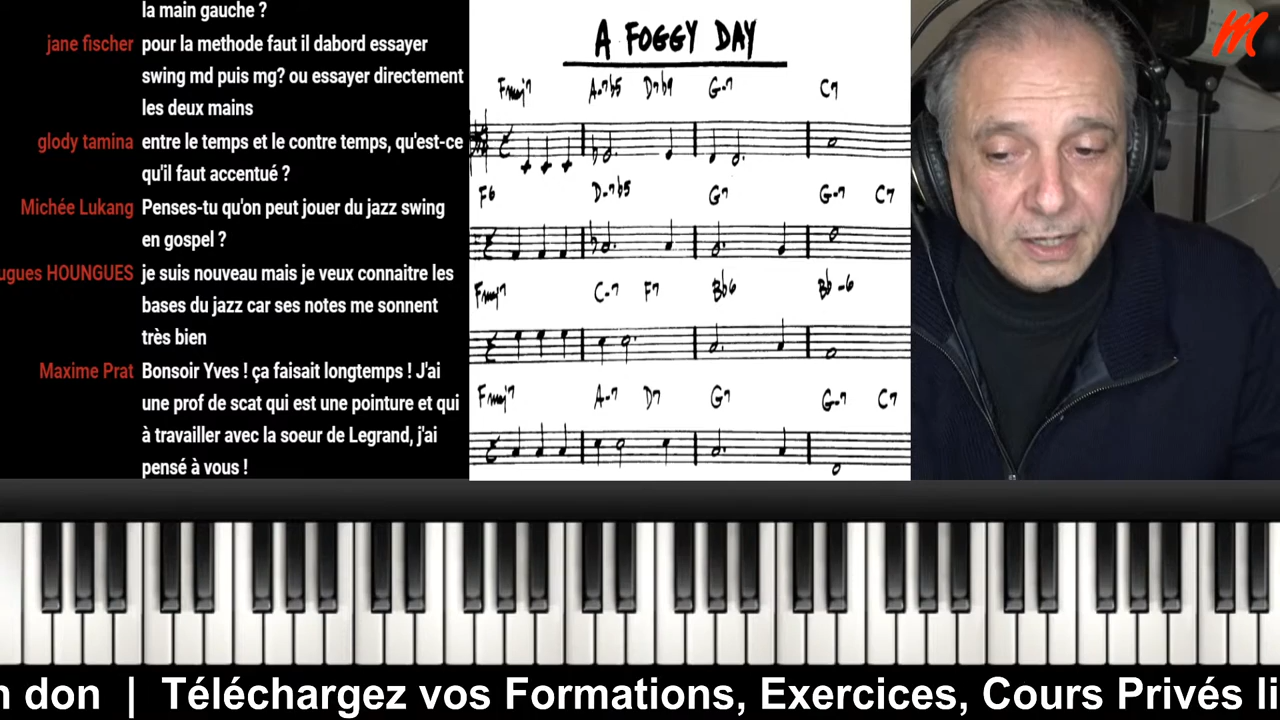 la main gauche ?
jane fischer pour la methode faut il dabord essayer
swing md puis mg? ou essayer directement
les deux mains
glody tamina entre le temps et le contre temps, qu'est-ce
qu'il faut accentué ?
Michée Lukang Penses-tu qu'on peut jouer du jazz swing
en gospel ?
ugues HOUNGUES je suis nouveau mais je veux connaitre les
bases du jazz car ses notes me sonnent
très bien
Maxime Prat Bonsoir Yves ! ça faisait longtemps ! J'ai
une prof de scat qui est une pointure et qui
à travailler avec la soeur de Legrand, j'ai
pensé à vous !
A FOGGY DAY
Fmaj7 A-7b5 D7b9 G-7 C7
F6 D-7b5 G7 G-7 C7
Fmaj7 C-7 F7 Bb6 Bb-6
Fmaj7 A-7 D7 G7 G-7 C7
M
n don | Téléchargez vos Formations, Exercices, Cours Privés li